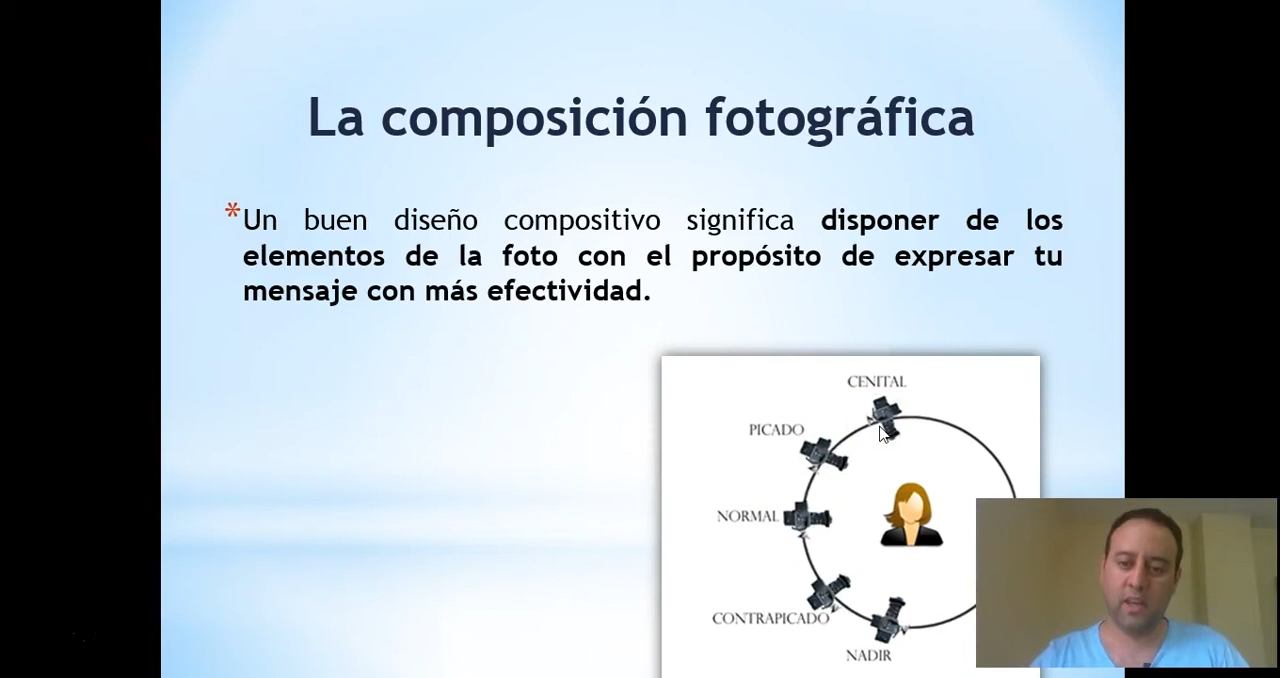 La composición fotográfica
*Un buen diseño compositivo significa disponer de los
elementos de la foto con el propósito de expresar tu
mensaje con más efectividad.
CENITAL
PICADO
NORMAL
CONTRAPICADO
NADIR